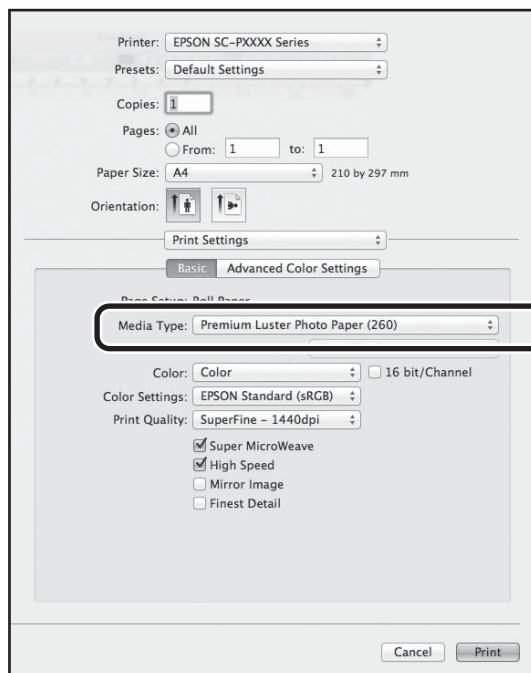 Printer: EPSON SC-PXXXX Series
Presets: Default Settings
Copies: 1
Pages: All
From: 1 to: 1
Paper Size: A4 210 by 297 mm
Orientation:
Print Settings
Basic Advanced Color Settings
Page Setup: Roll Paper
Media Type: Premium Luster Photo Paper (260)
Color: Color 16 bit/Channel
Color Settings: EPSON Standard (sRGB)
Print Quality: SuperFine - 1440dpi
Super MicroWeave
High Speed
Mirror Image
Finest Detail
Cancel Print